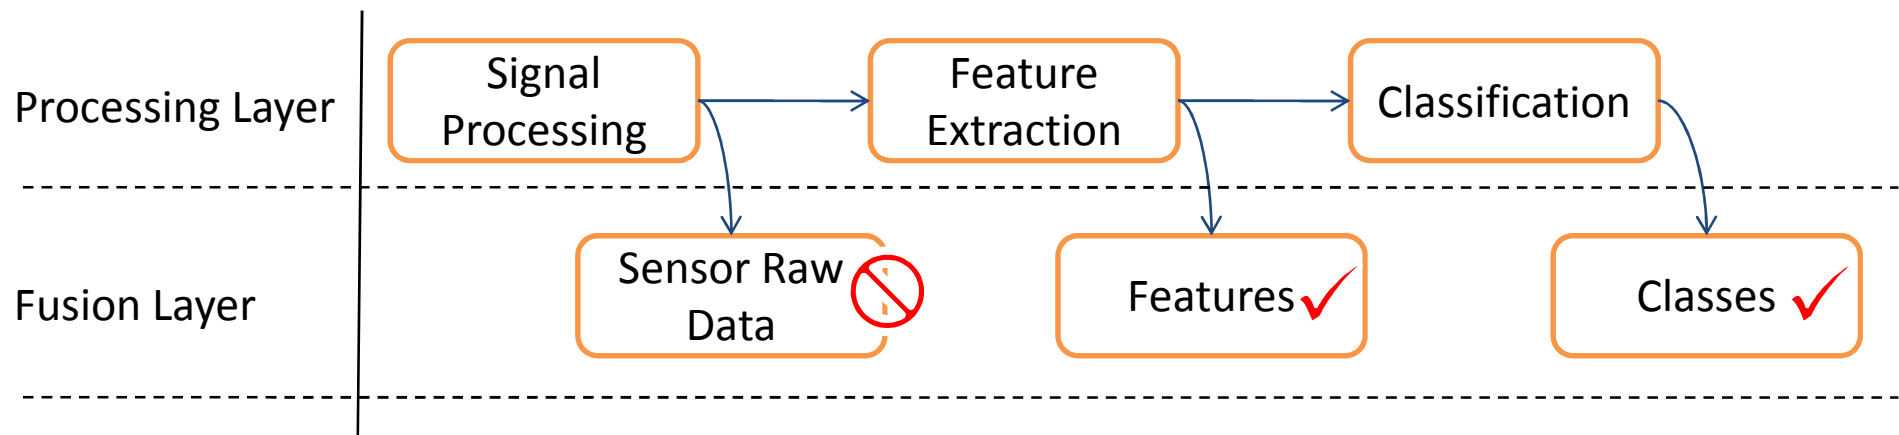 Processing Layer
Signal
Processing
Feature
Extraction
Classification
Fusion Layer
Sensor Raw
Data
Features
Classes